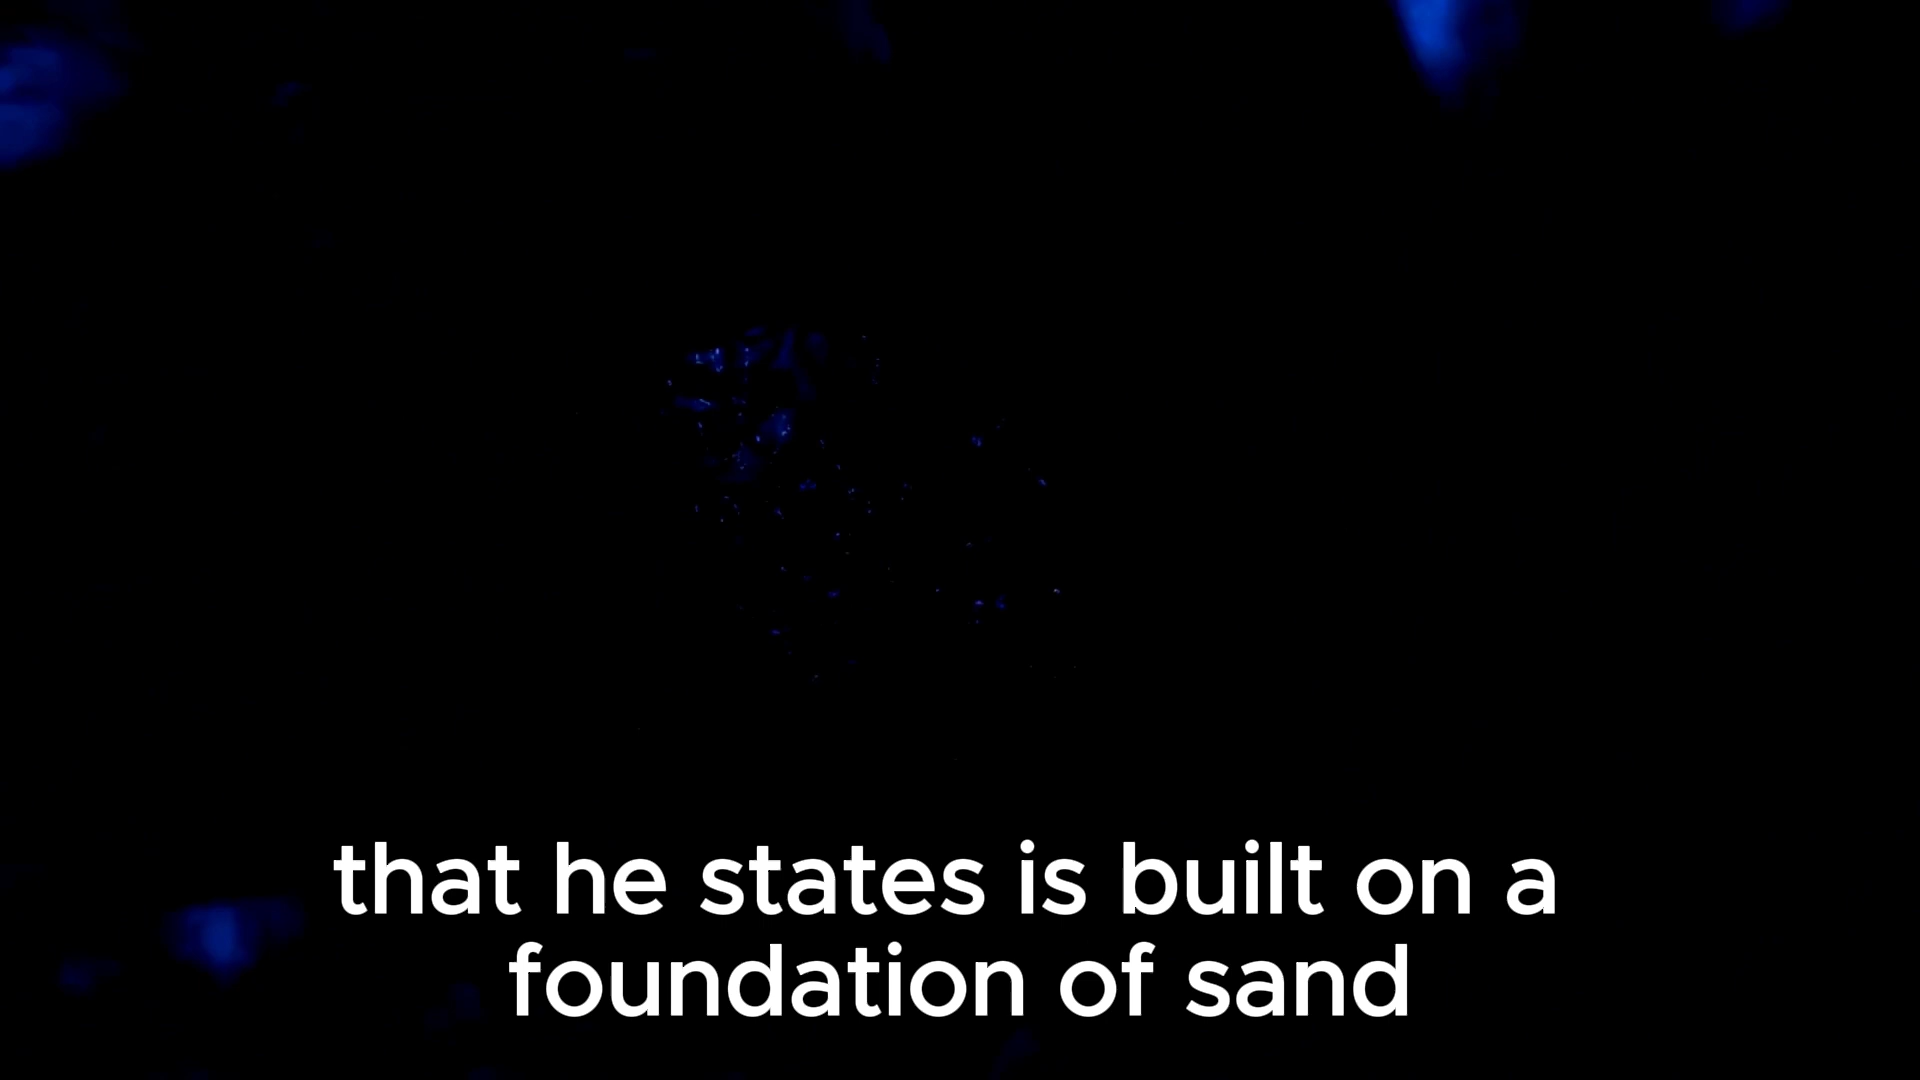 that he states is built on a
foundation of sand